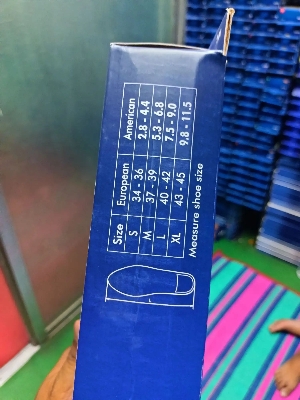 Size European American
S 34 - 36 2.8 - 4.4
M 37 - 39 5.3 - 6.8
L 40 - 42 7.5 - 9.0
XL 43 - 45 9.8 - 11.5
Measure shoe size